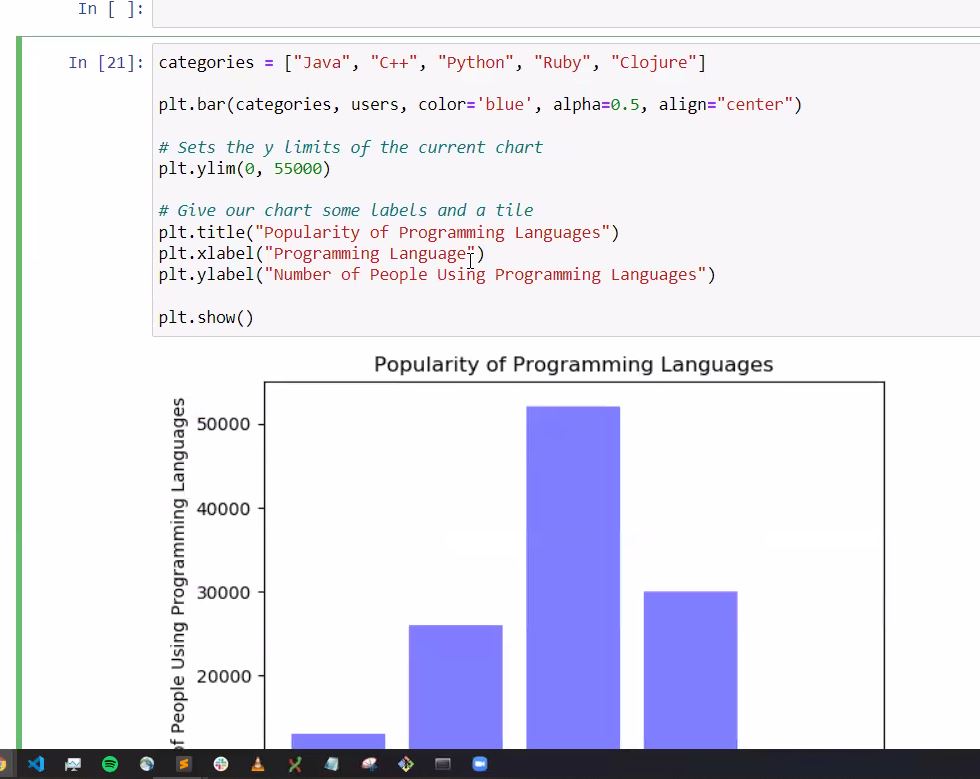 In [ ]:
In [21]: categories = ["Java", "C++", "Python", "Ruby", "Clojure"]
plt.bar(categories, users, color='blue', alpha=0.5, align="center")
# Sets the y limits of the current chart
plt.ylim(0, 55000)
# Give our chart some labels and a tile
plt.title("Popularity of Programming Languages")
plt.xlabel("Programming Language")
plt.ylabel("Number of People Using Programming Languages")
plt.show()
Popularity of Programming Languages
of People Using Programming Languages
50000
40000
30000
20000